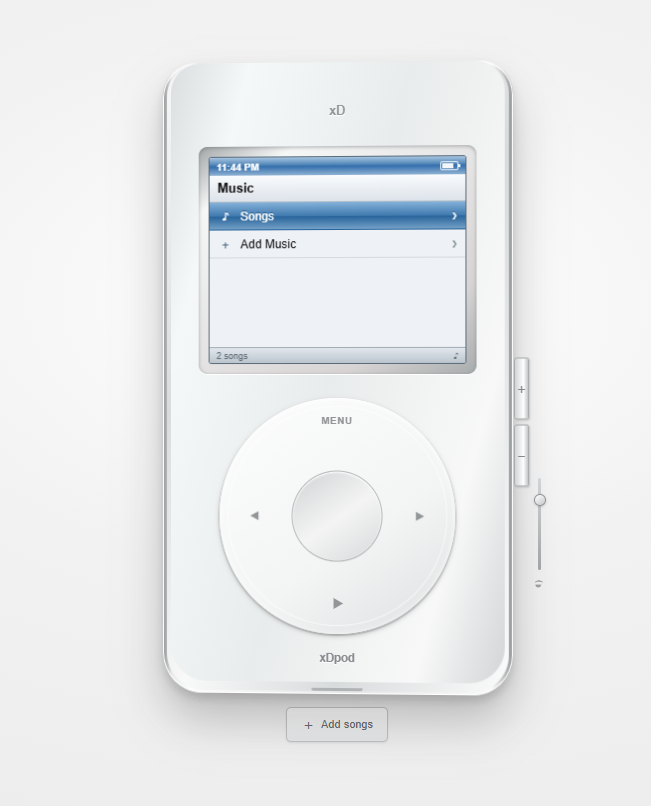 xD
11:44 PM
Music
Songs
+ Add Music
2 songs
MENU
+
−
xDpod
+ Add songs